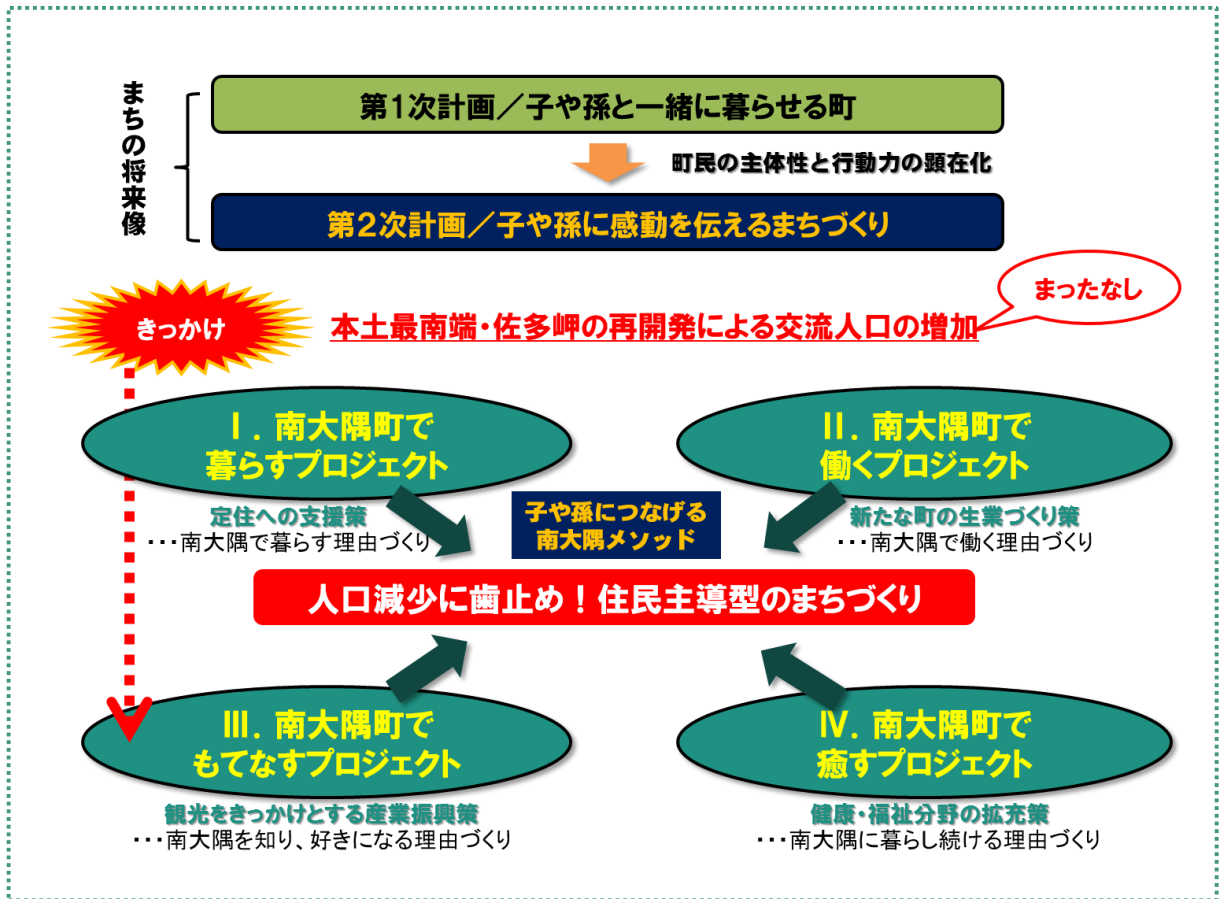 まちの将来像
第1次計画／子や孫と一緒に暮らせる町
町民の主体性と行動力の顕在化
第2次計画／子や孫に感動を伝えるまちづくり
まったなし
きっかけ
本土最南端・佐多岬の再開発による交流人口の増加
Ⅰ．南大隅町で
暮らすプロジェクト
定住への支援策
･･･南大隅で暮らす理由づくり
Ⅱ．南大隅町で
働くプロジェクト
新たな町の生業づくり策
･･･南大隅で働く理由づくり
子や孫につなげる
南大隅メソッド
人口減少に歯止め！住民主導型のまちづくり
Ⅲ．南大隅町で
もてなすプロジェクト
観光をきっかけとする産業振興策
･･･南大隅を知り、好きになる理由づくり
Ⅳ．南大隅町で
癒すプロジェクト
健康・福祉分野の拡充策
･･･南大隅に暮らし続ける理由づくり